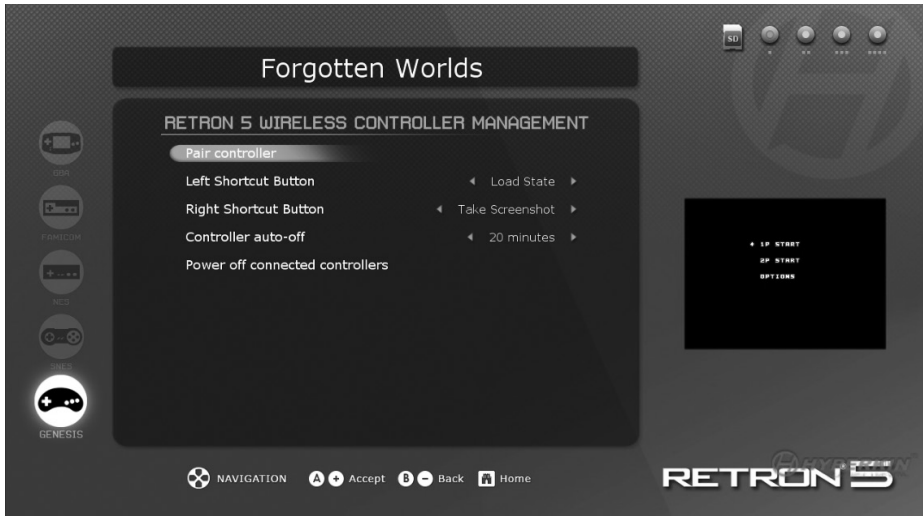 SD
Forgotten Worlds
RETRON 5 WIRELESS CONTROLLER MANAGEMENT
Pair controller
Left Shortcut Button Load State
Right Shortcut Button Take Screenshot
Controller auto-off 20 minutes
Power off connected controllers
GBA
FAMICOM
NES
SNES
GENESIS
1P START
2P START
OPTIONS
NAVIGATION A Accept B Back Home
HYPERKIN
RETRON 5